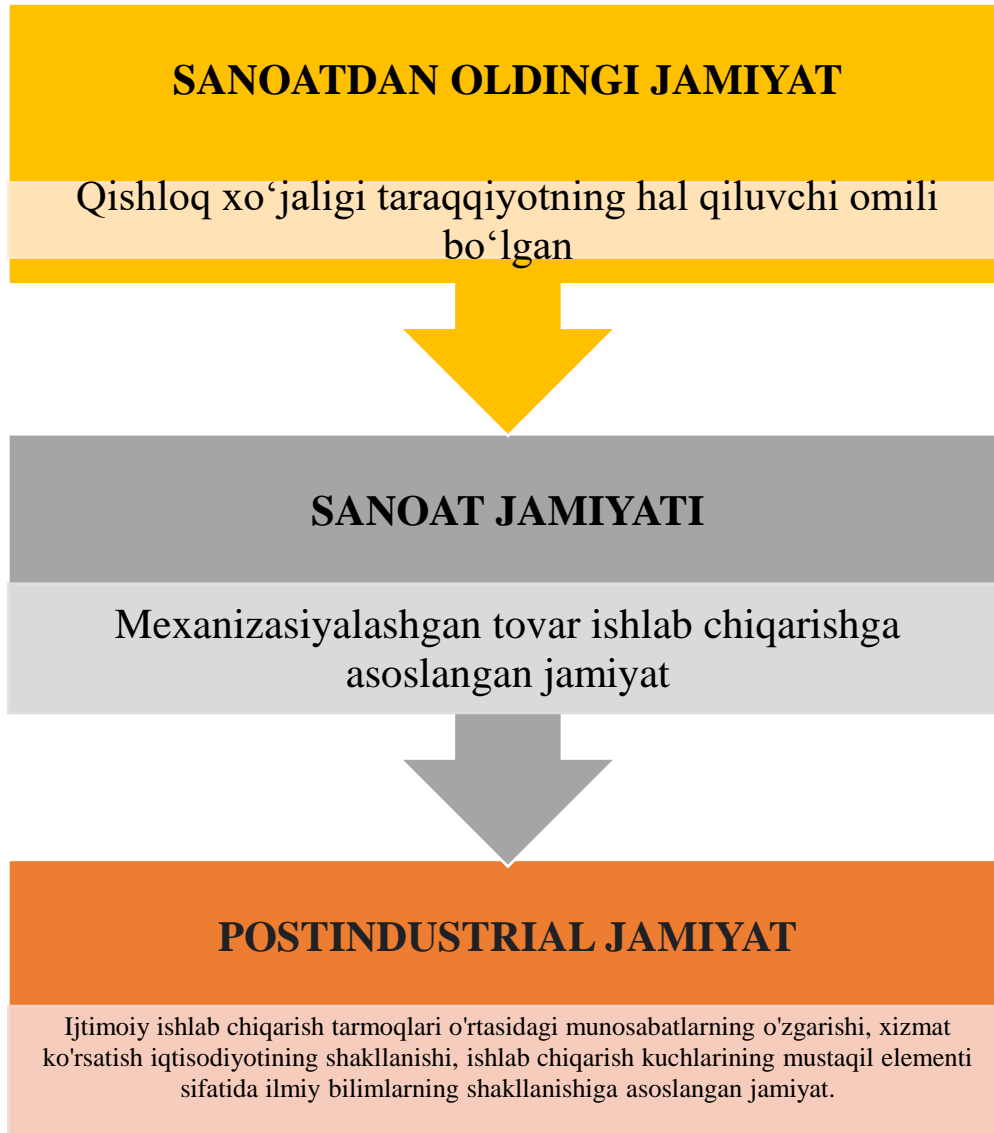 SANOATDAN OLDINGI JAMIYAT
Qishloq xo‘jaligi taraqqiyotning hal qiluvchi omili
bo‘lgan
SANOAT JAMIYATI
Mexanizasiyalashgan tovar ishlab chiqarishga
asoslangan jamiyat
POSTINDUSTRIAL JAMIYAT
Ijtimoiy ishlab chiqarish tarmoqlari o'rtasidagi munosabatlarning o'zgarishi, xizmat
ko'rsatish iqtisodiyotining shakllanishi, ishlab chiqarish kuchlarining mustaqil elementi
sifatida ilmiy bilimlarning shakllanishiga asoslangan jamiyat.